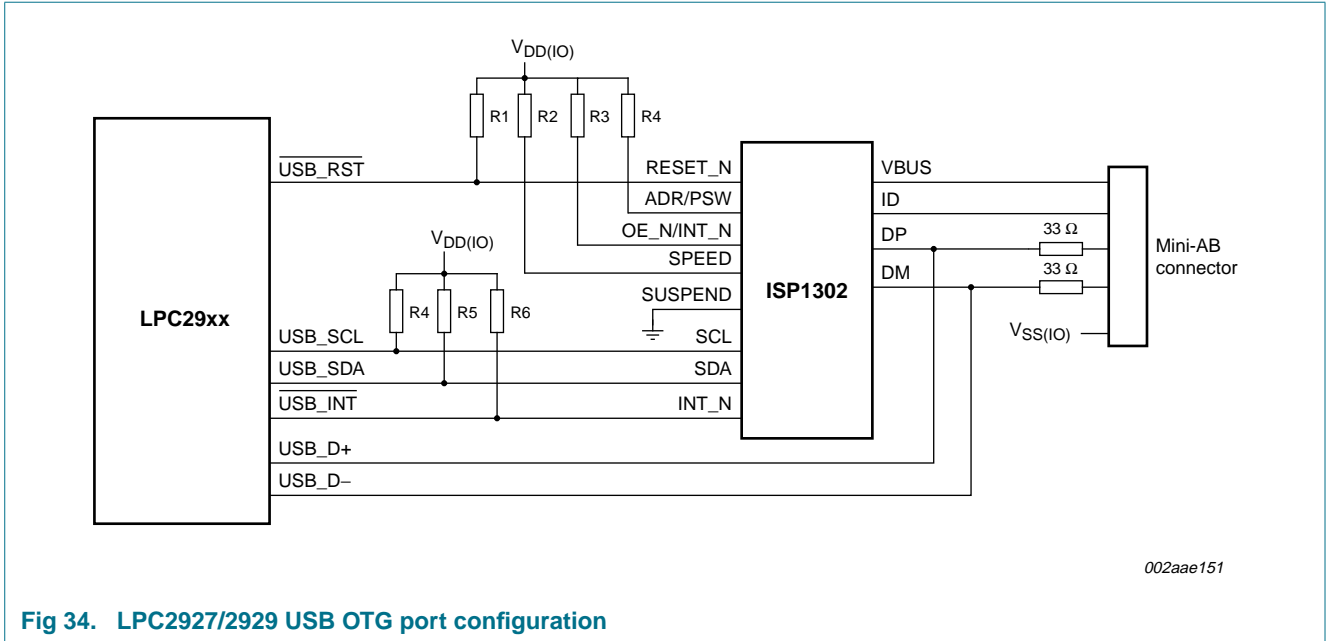 VDD(IO)
R1 R2 R3 R4
USB_RST
RESET_N
VBUS
ADR/PSW
ID
OE_N/INT_N
DP
33 Ω
VDD(IO)
SPEED
Mini-AB
connector
DM
33 Ω
SUSPEND
ISP1302
LPC29xx
R4 R5 R6
VSS(IO)
USB_SCL
SCL
USB_SDA
SDA
USB_INT
INT_N
USB_D+
USB_D−
002aae151
Fig 34. LPC2927/2929 USB OTG port configuration